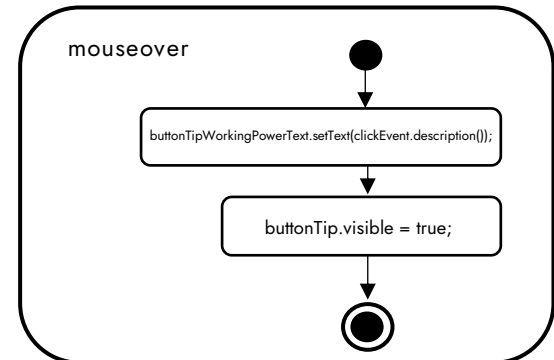 mouseover
buttonTipWorkingPowerText.setText(clickEvent.description());
buttonTip.visible = true;